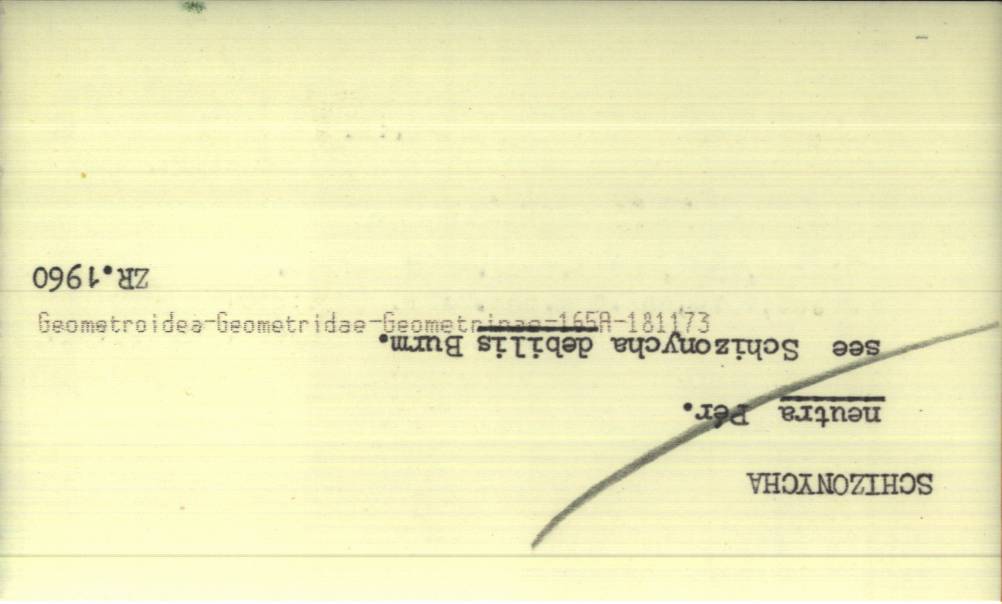 SCHIZONYCHA
neutra Pér.
see Schizonycha debilis Burm.
ZR.1960
Geometroidea-Geometridae-Geometrinae-165A-181173